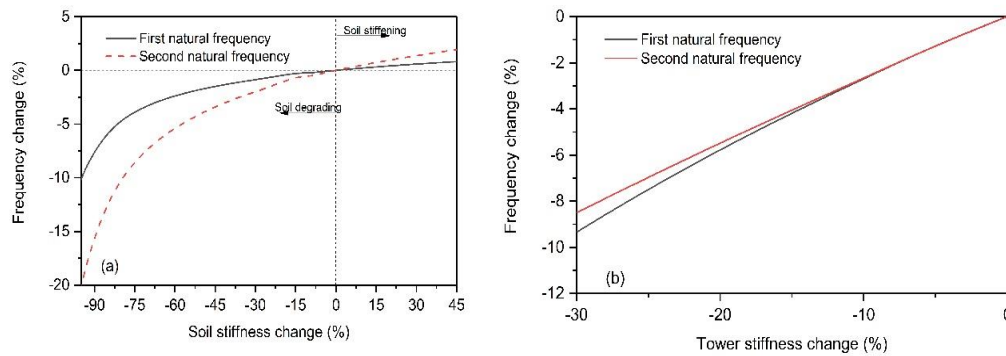 5
0
-5
-10
-15
-20
Frequency change (%)
First natural frequency
Second natural frequency
Soil stiffening
Soil degrading
(a)
-90 -75 -60 -45 -30 -15 0 15 30 45
Soil stiffness change (%)
0
-2
-4
-6
-8
-10
-12
Frequency change (%)
First natural frequency
Second natural frequency
(b)
-30 -20 -10 0
Tower stiffness change (%)